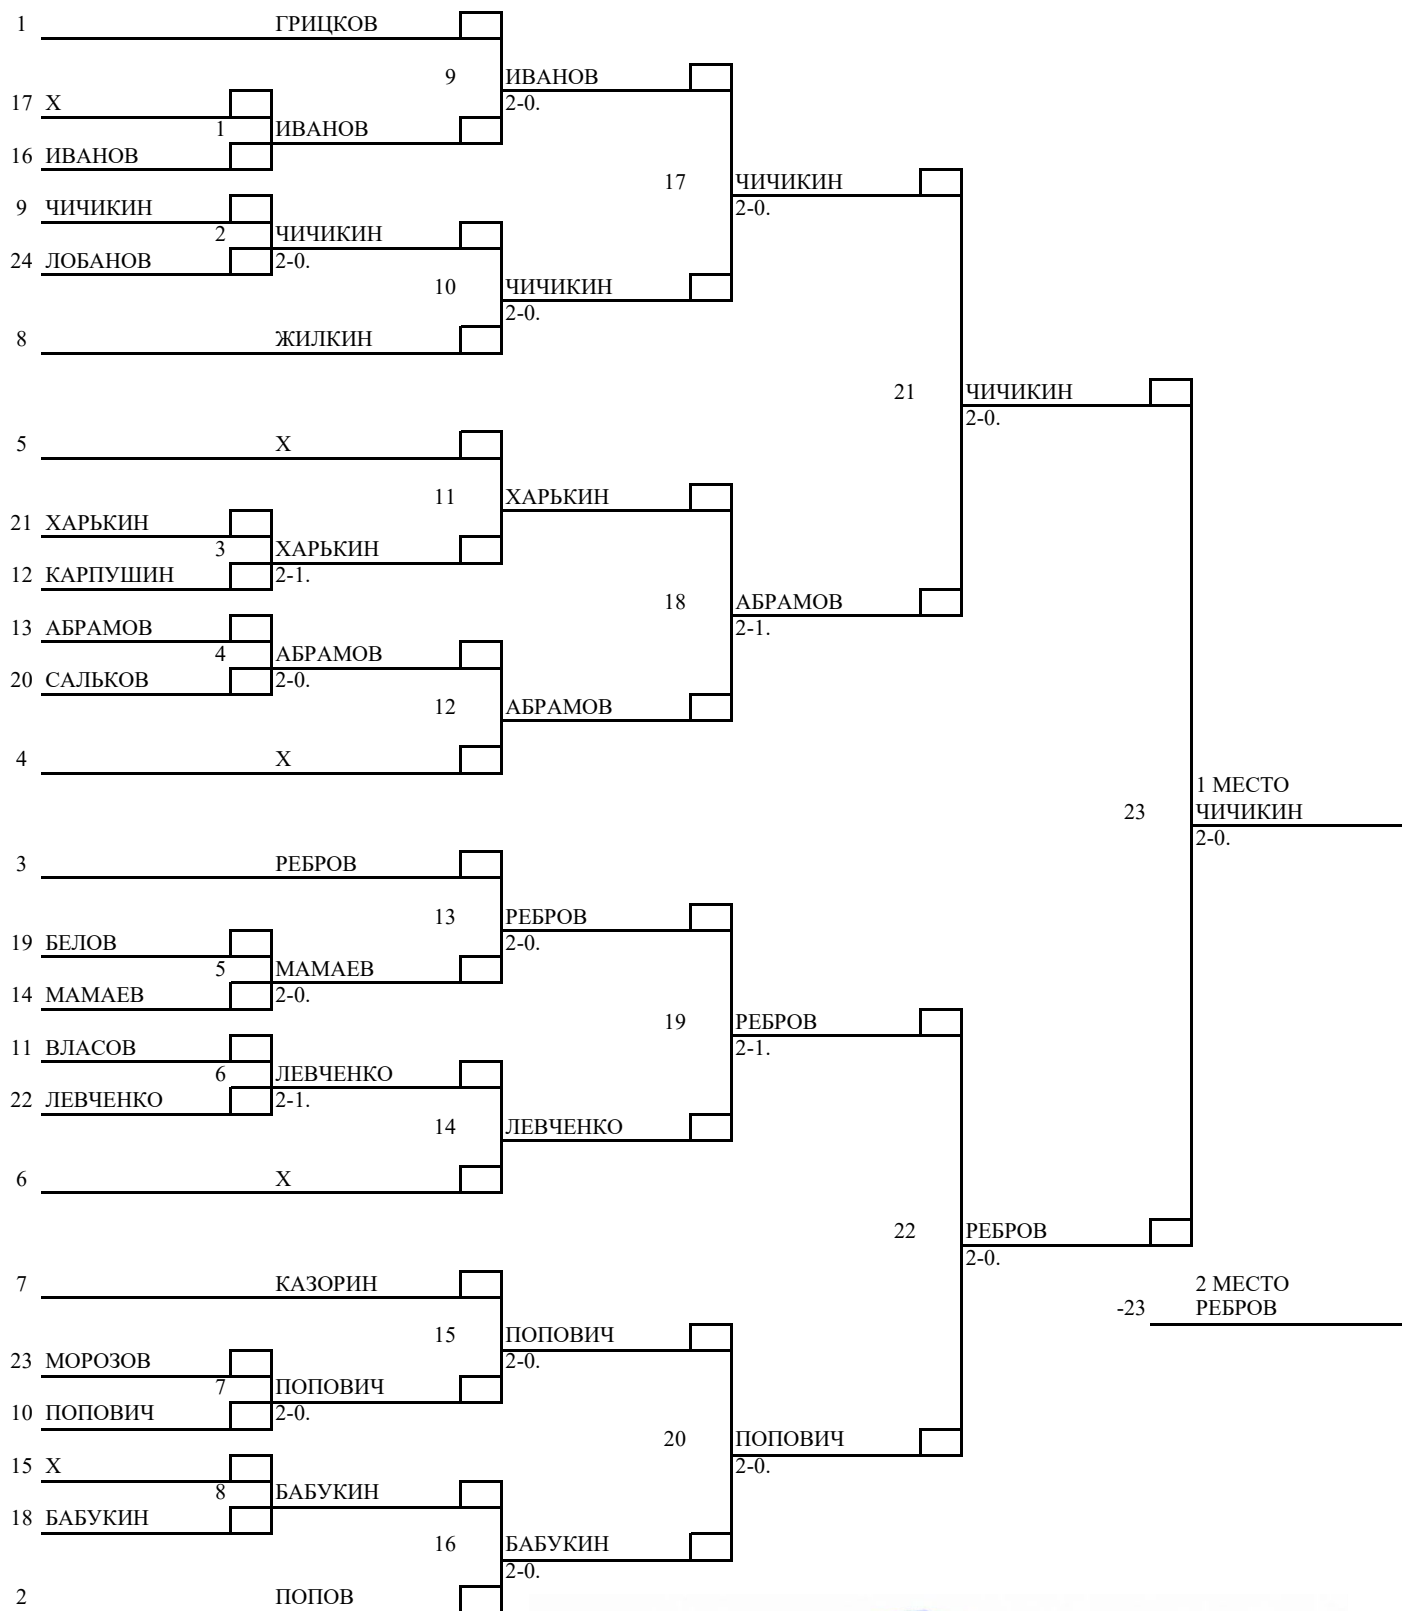 1 ГРИЦКОВ
9 ИВАНОВ
17 X
2-0.
1 ИВАНОВ
16 ИВАНОВ
17 ЧИЧИКИН
9 ЧИЧИКИН
2-0.
2 ЧИЧИКИН
24 ЛОБАНОВ 2-0.
10 ЧИЧИКИН
2-0.
8 ЖИЛКИН
21 ЧИЧИКИН
2-0.
5 X
11 ХАРЬКИН
21 ХАРЬКИН
3 ХАРЬКИН
12 КАРПУШИН 2-1.
18 АБРАМОВ
13 АБРАМОВ 2-1.
4 АБРАМОВ
20 САЛЬКОВ 2-0.
12 АБРАМОВ
4 X
1 МЕСТО
23 ЧИЧИКИН
2-0.
3 РЕБРОВ
13 РЕБРОВ
19 БЕЛОВ 2-0.
5 МАМАЕВ
14 МАМАЕВ 2-0.
19 РЕБРОВ
11 ВЛАСОВ 2-1.
6 ЛЕВЧЕНКО
22 ЛЕВЧЕНКО 2-1.
14 ЛЕВЧЕНКО
6 X
22 РЕБРОВ
2-0.
7 КАЗОРИН
2 МЕСТО
-23 РЕБРОВ
15 ПОПОВИЧ
23 МОРОЗОВ 2-0.
7 ПОПОВИЧ
10 ПОПОВИЧ 2-0.
20 ПОПОВИЧ
15 X 2-0.
8 БАБУКИН
18 БАБУКИН
16 БАБУКИН
2-0.
2 ПОПОВ